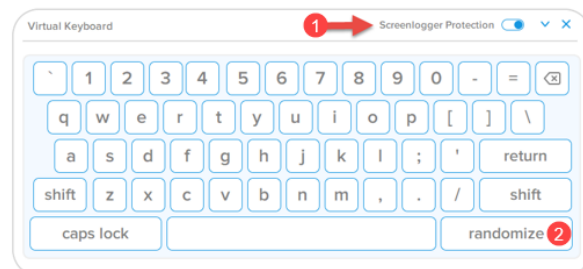 Virtual Keyboard 1 Screenlogger Protection
` 1 2 3 4 5 6 7 8 9 0 - =
q w e r t y u i o p [ ] \
a s d f g h j k l ; ' return
shift z x c v b n m , . / shift
caps lock randomize 2